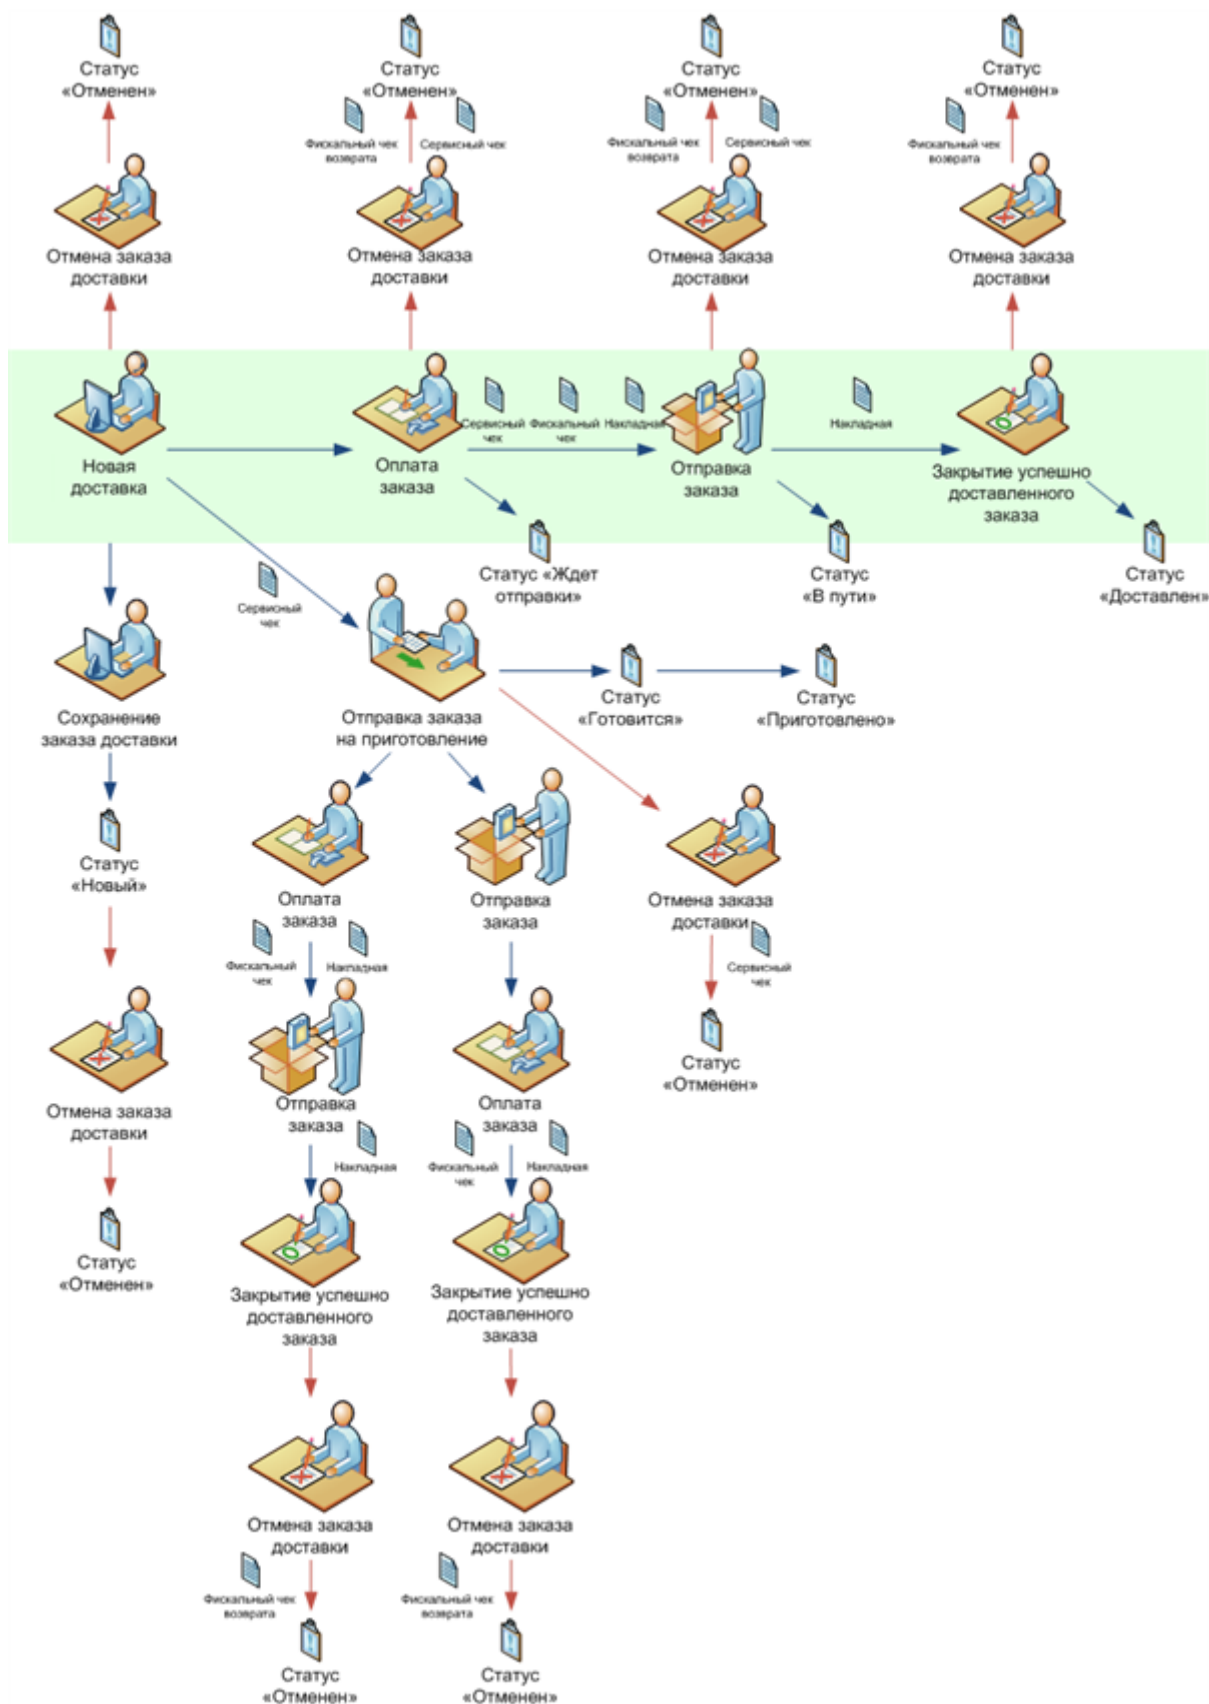 Статус
«Отменен»
Статус
«Отменен»
Статус
«Отменен»
Статус
«Отменен»
Фискальный чек
возврата
Сервисный чек
Фискальный чек
возврата
Сервисный чек
Фискальный чек
возврата
Отмена заказа
доставки
Отмена заказа
доставки
Отмена заказа
доставки
Отмена заказа
доставки
Новая
доставка
Оплата
заказа
Сервисный
чек
Фискальный
чек
Накладная
Отправка
заказа
Накладная
Закрытие успешно
доставленного
заказа
Статус «Ждет
отправки»
Статус
«В пути»
Статус
«Доставлен»
Сервисный
чек
Сохранение
заказа доставки
Отправка заказа
на приготовление
Статус
«Готовится»
Статус
«Приготовлено»
Статус
«Новый»
Оплата
заказа
Отправка
заказа
Отмена заказа
доставки
Фискальный
чек
Накладная
Сервисный
чек
Статус
«Отменен»
Отмена заказа
доставки
Отправка
заказа
Оплата
заказа
Накладная
Фискальный
чек
Накладная
Статус
«Отменен»
Закрытие успешно
доставленного
заказа
Закрытие успешно
доставленного
заказа
Отмена заказа
доставки
Отмена заказа
доставки
Фискальный чек
возврата
Фискальный чек
возврата
Статус
«Отменен»
Статус
«Отменен»